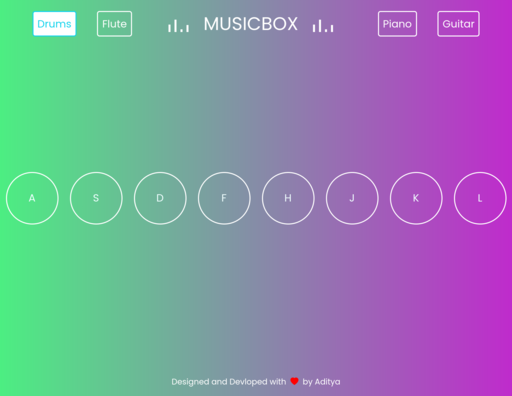 Drums Flute MUSICBOX Piano Guitar
A S D F H J K L
Designed and Devloped with ❤ by Aditya